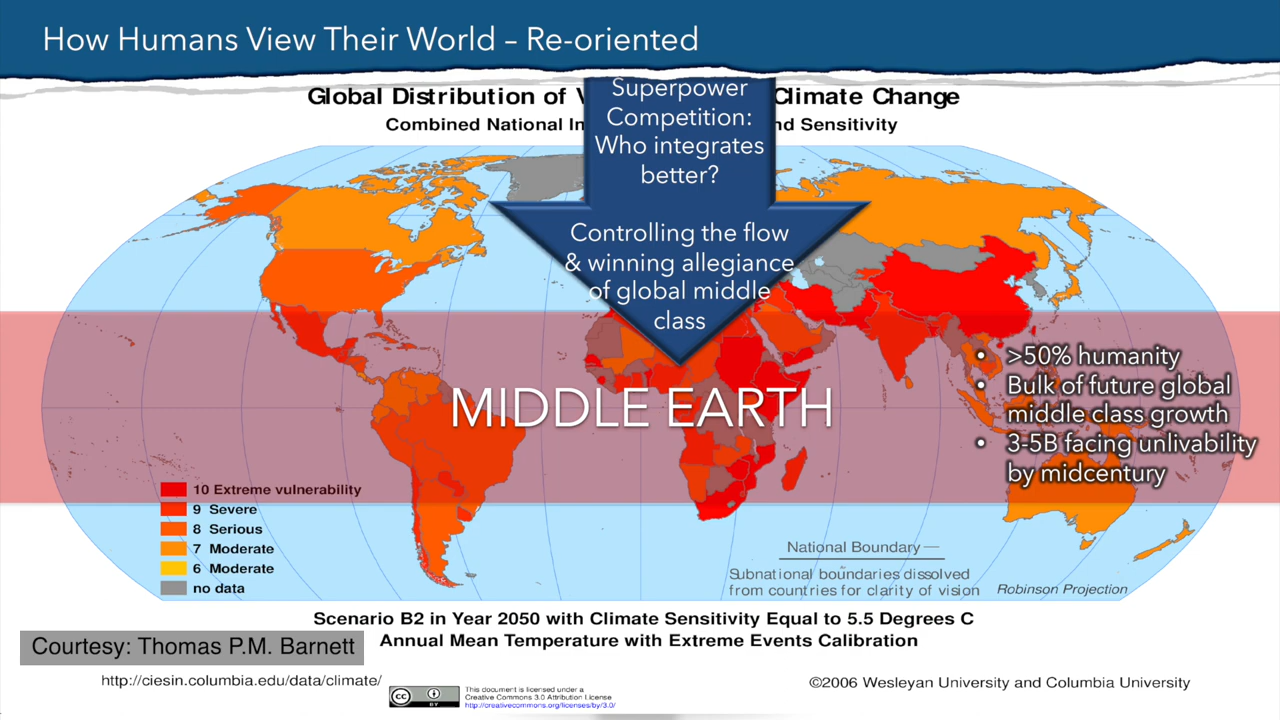 How Humans View Their World – Re-oriented
Global Distribution of V
Climate Change
Combined National In
nd Sensitivity
Superpower
Competition:
Who integrates
better?
Controlling the flow
& winning allegiance
of global middle
class
MIDDLE EARTH
• >50% humanity
• Bulk of future global
middle class growth
• 3-5B facing unlivability
by midcentury
10 Extreme vulnerability
9 Severe
8 Serious
7 Moderate
6 Moderate
no data
National Boundary —
Subnational boundaries dissolved
from countries for clarity of vision
Robinson Projection
Scenario B2 in Year 2050 with Climate Sensitivity Equal to 5.5 Degrees C
Annual Mean Temperature with Extreme Events Calibration
Courtesy: Thomas P.M. Barnett
http://ciesin.columbia.edu/data/climate/
cc
BY
This document is licensed under a
Creative Commons 3.0 Attribution License
http://creativecommons.org/licenses/by/3.0/
©2006 Wesleyan University and Columbia University